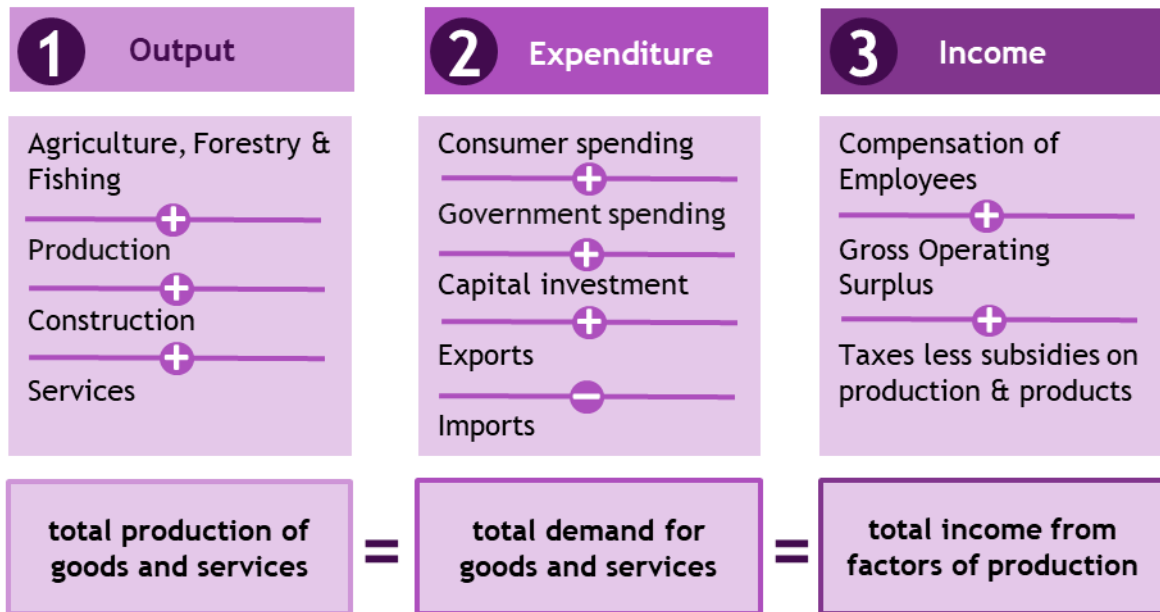 1 Output
Agriculture, Forestry &
Fishing
+
Production
+
Construction
+
Services
total production of
goods and services
=
2 Expenditure
Consumer spending
+
Government spending
+
Capital investment
+
Exports
−
Imports
total demand for
goods and services
=
3 Income
Compensation of
Employees
+
Gross Operating
Surplus
+
Taxes less subsidies on
production & products
total income from
factors of production